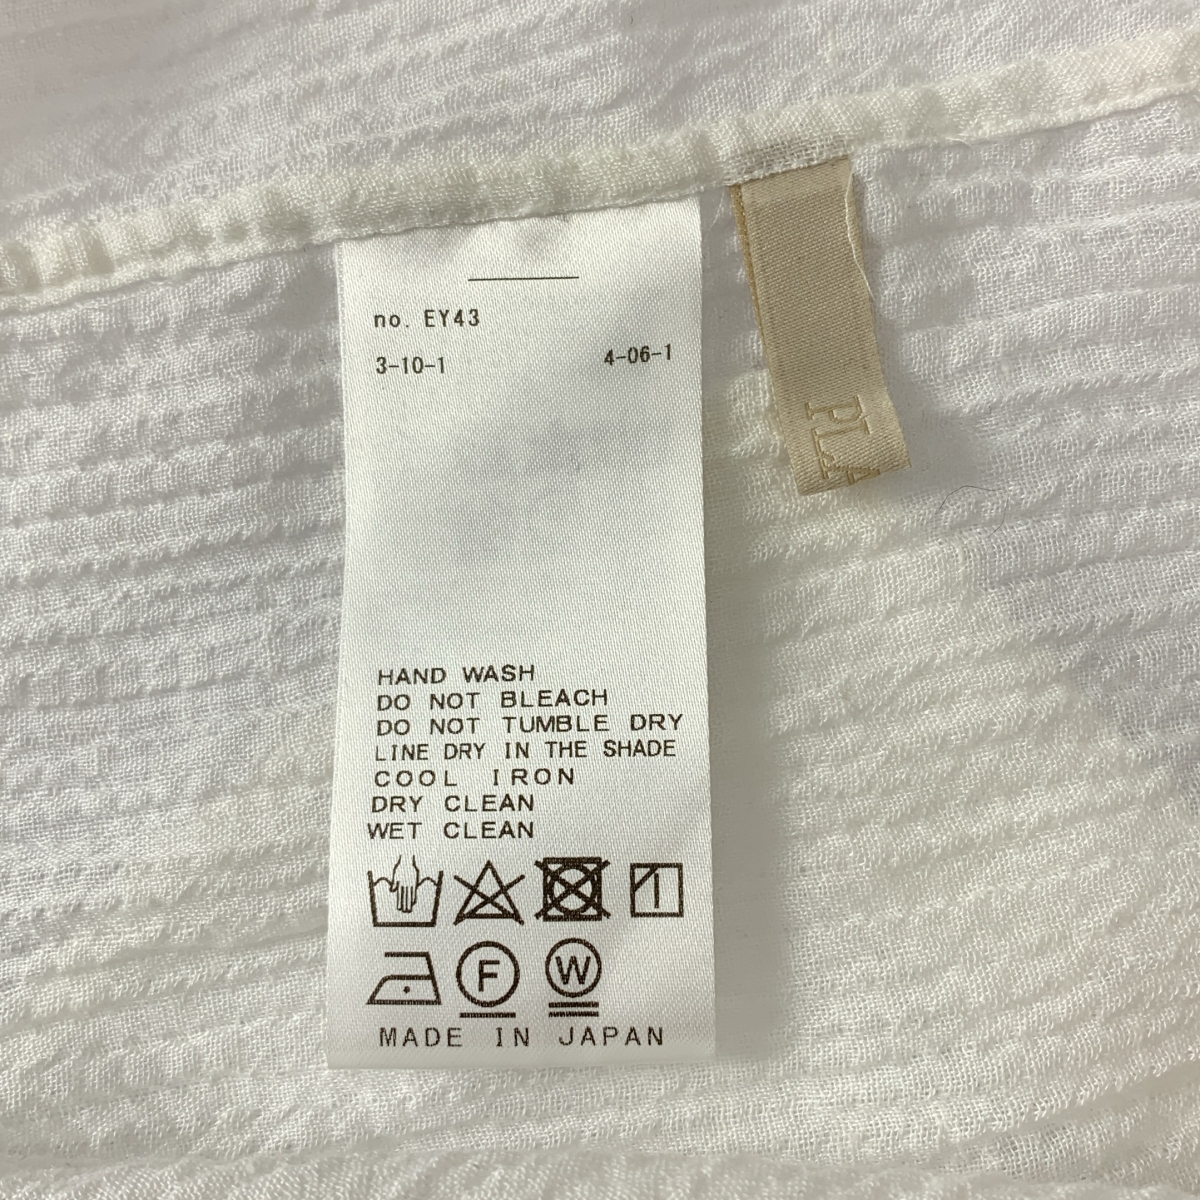 no. EY43
3-10-1 4-06-1
PLA
HAND WASH
DO NOT BLEACH
DO NOT TUMBLE DRY
LINE DRY IN THE SHADE
COOL IRON
DRY CLEAN
WET CLEAN
F W
MADE IN JAPAN